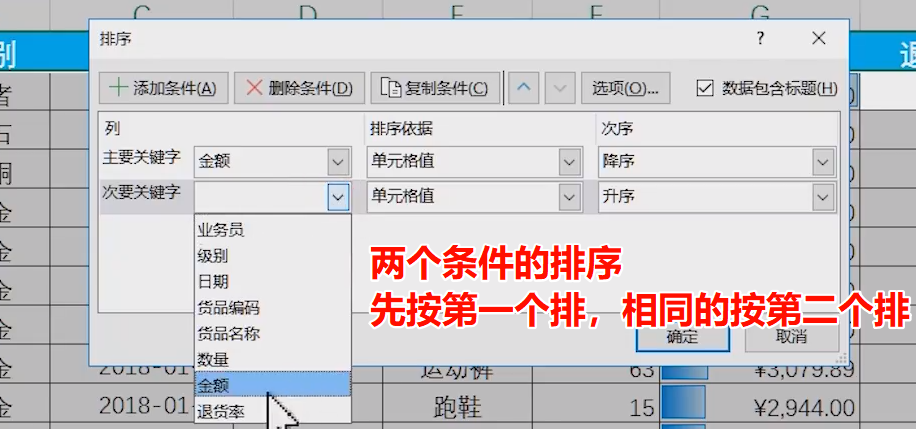 C D E F G
别 退
排序 ?
添加条件(A) 删除条件(D) 复制条件(C) 选项(O)... 数据包含标题(H)
者
列 排序依据 次序
石
主要关键字 金额 单元格值 降序
次要关键字 单元格值 升序
金
业务员
级别
日期
货品编码
货品名称
数量
金额
退货率
两个条件的排序
先按第一个排，相同的按第二个排
确定 取消
金 2018-01- 运动裤 63 ¥3,079.89
金 2018-01- 跑鞋 15 ¥2,944.00